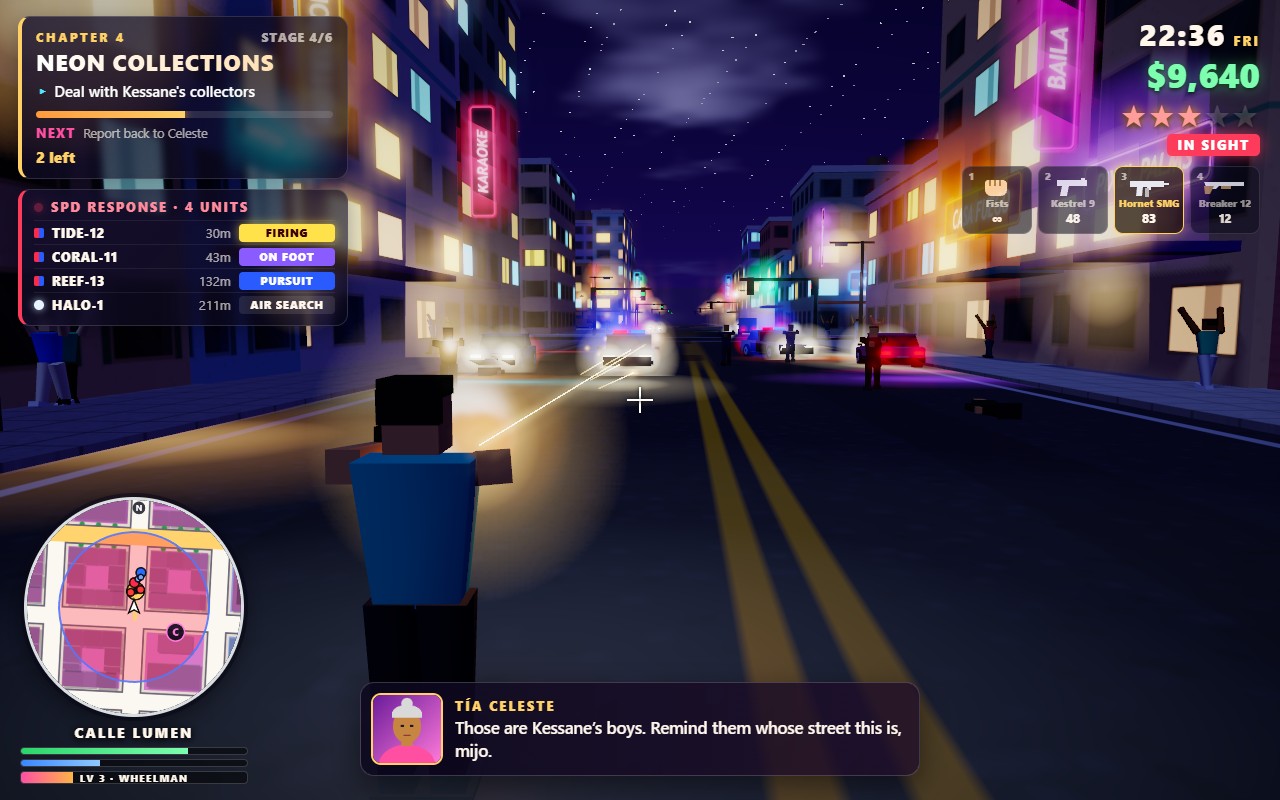 CHAPTER 4
STAGE 4/6
NEON COLLECTIONS
Deal with Kessane's collectors
NEXT Report back to Celeste
2 left
SPD RESPONSE · 4 UNITS
TIDE-12 30m FIRING
CORAL-11 43m ON FOOT
REEF-13 132m PURSUIT
HALO-1 211m AIR SEARCH
KARAOKE
BAILA
22:36 FRI
$9,640
IN SIGHT
1 Fists ∞
2 Kestrel 9 48
3 Hornet SMG 83
4 Breaker 12 12
N
C
CALLE LUMEN
LV 3 · WHEELMAN
TÍA CELESTE
Those are Kessane's boys. Remind them whose street this is,
mijo.